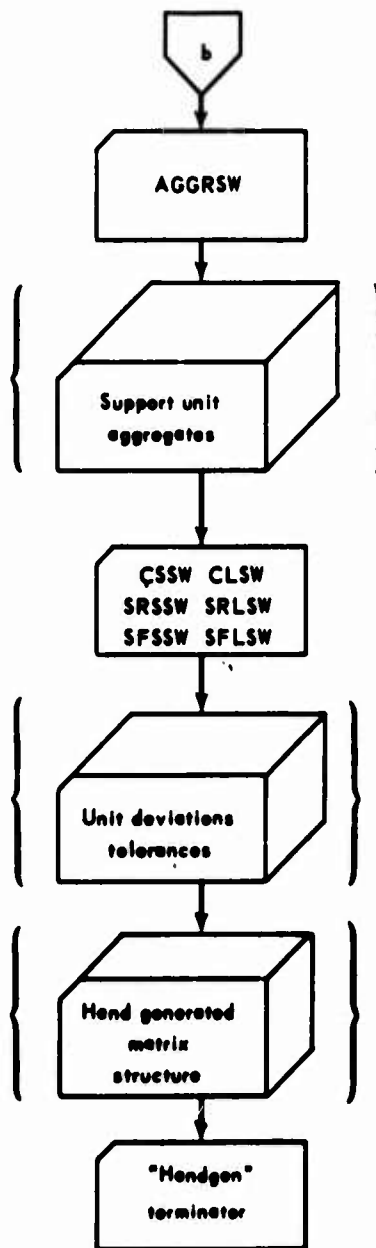 b
AGGRSW
Support unit
aggregates
CSSW CLSW
SRSSW SRLSW
SFSSW SFLSW
Unit deviations
tolerances
Hand generated
matrix
structure
"Handgen"
terminator